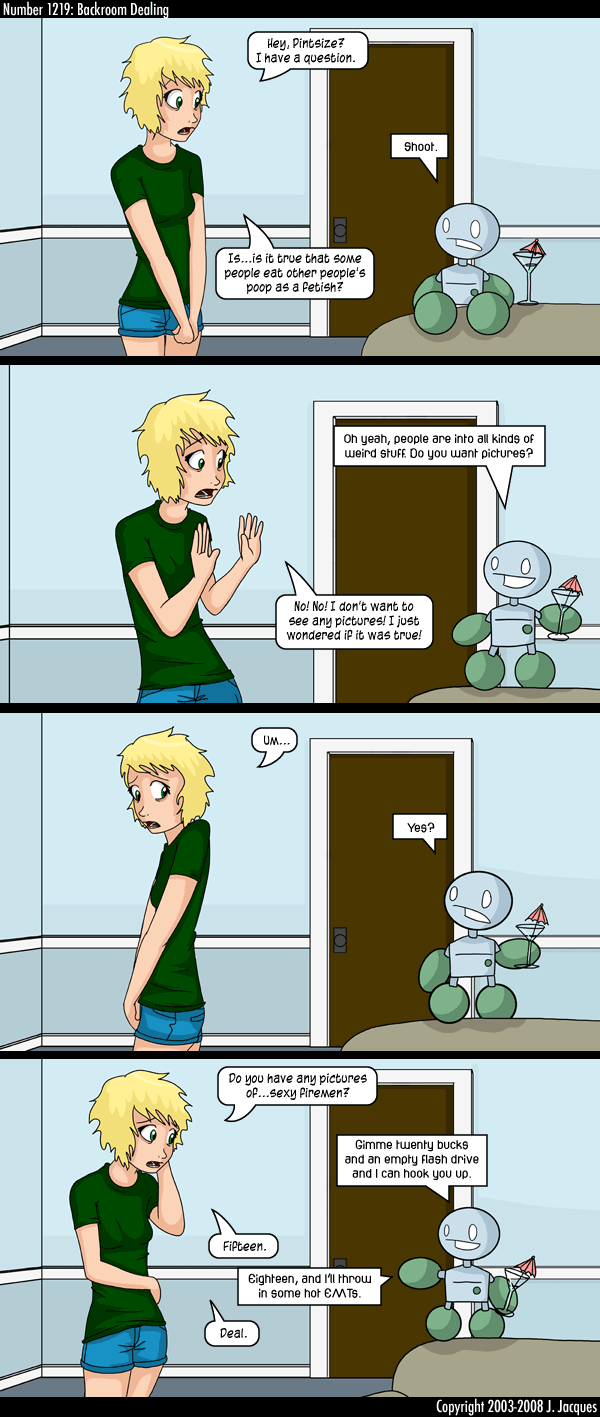 Number 1219: Backroom Dealing
Hey, Pintsize?
I have a question.
Shoot.
Is...is it true that some
people eat other people's
poop as a fetish?
Oh yeah, people are into all kinds of
weird stuff. Do you want pictures?
No! No! I don't want to
see any pictures! I just
wondered if it was true!
Um...
Yes?
Do you have any pictures
of...sexy firemen?
Gimme twenty bucks
and an empty flash drive
and I can hook you up.
Fifteen.
Eighteen, and I'll throw
in some hot EMTs.
Deal.
Copyright 2003-2008 J. Jacques